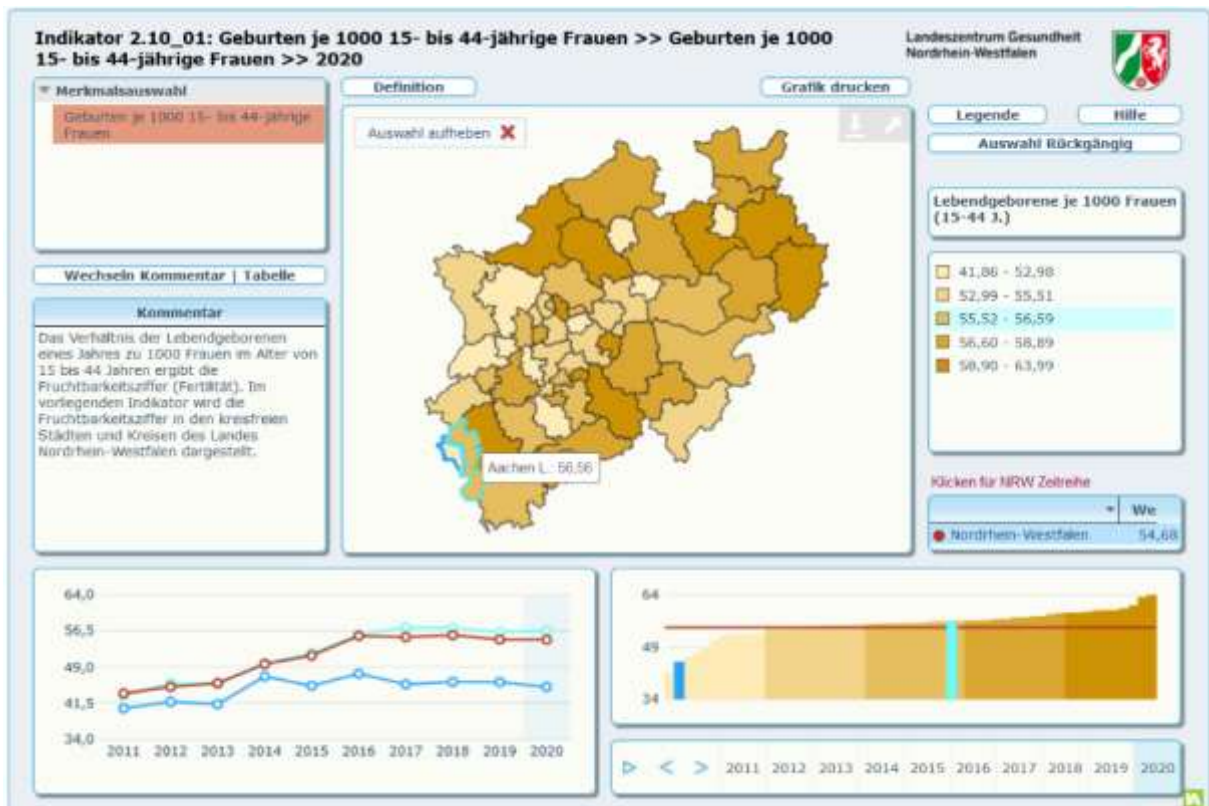 Indikator 2.10_01: Geburten je 1000 15- bis 44-jährige Frauen >> Geburten je 1000
15- bis 44-jährige Frauen >> 2020
Landeszentrum Gesundheit
Nordrhein-Westfalen
Merkmalsauswahl
Geburten je 1000 15- bis 44-jährige
Frauen
Definition
Grafik drucken
Auswahl aufheben
Legende
Hilfe
Auswahl Rückgängig
Lebendgeborene je 1000 Frauen
(15-44 J.)
41,86 - 52,98
52,99 - 55,51
55,52 - 56,59
56,60 - 58,89
58,90 - 63,99
Wechseln Kommentar | Tabelle
Kommentar
Das Verhältnis der Lebendgeborenen
eines Jahres zu 1000 Frauen im Alter von
15 bis 44 Jahren ergibt die
Fruchtbarkeitsziffer (Fertilität). Im
vorliegenden Indikator wird die
Fruchtbarkeitsziffer in den kreisfreien
Städten und Kreisen des Landes
Nordrhein-Westfalen dargestellt.
Aachen L.: 56,56
Klicken für NRW Zeitreihe
We
Nordrhein-Westfalen 54,68
64,0
56,5
49,0
41,5
34,0
2011 2012 2013 2014 2015 2016 2017 2018 2019 2020
64
49
34
2011 2012 2013 2014 2015 2016 2017 2018 2019 2020